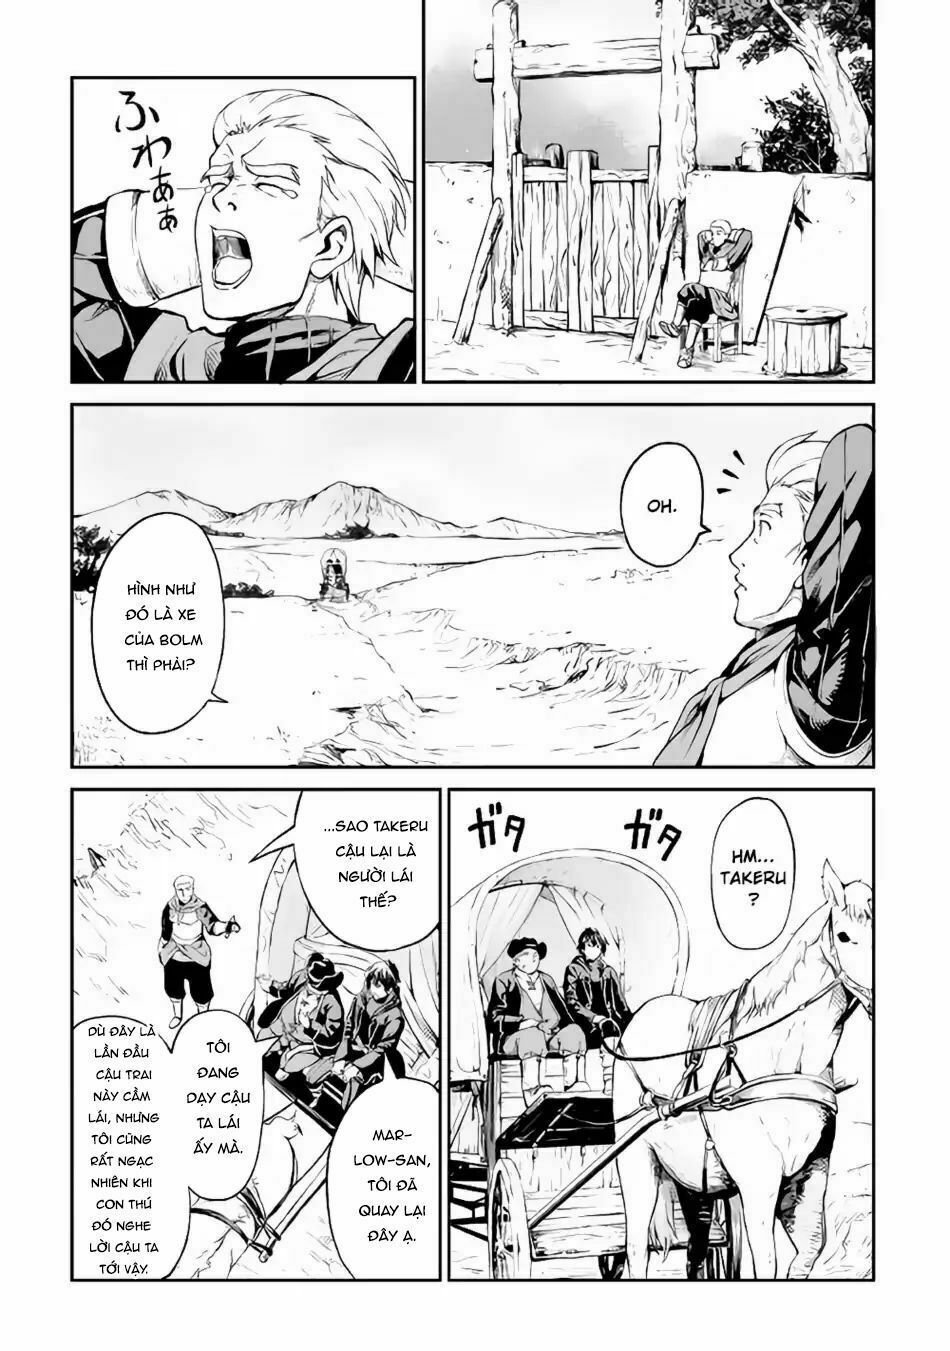 ふわぁぁ
OH.
HÌNH NHƯ
ĐÓ LÀ XE
CỦA BOLM
THÌ PHẢI?
ガタ
ガタ
HM...
TAKERU
?
...SAO TAKERU
CẬU LẠI LÀ
NGƯỜI LÁI
THẾ?
MAR-
LOW-SAN,
TÔI ĐÃ
QUAY LẠI
ĐÂY Ạ.
TÔI
ĐANG
DẠY CẬU
TA LÁI
ẤY MÀ.
DÙ ĐÂY LÀ
LẦN ĐẦU
CẬU TRAI
NÀY CẦM
LÁI, NHƯNG
TÔI CŨNG
RẤT NGẠC
NHIÊN KHI
CON THÚ
ĐÓ NGHE
LỜI CẬU TA
TỚI VẬY.